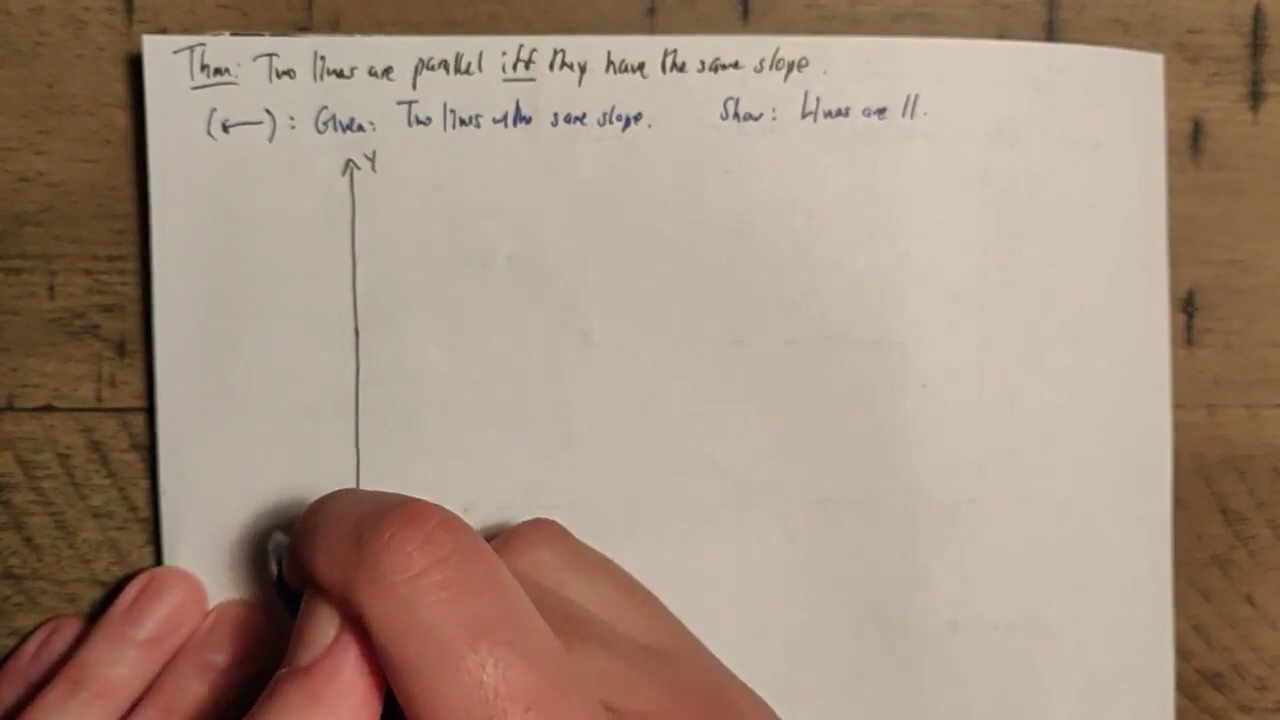 Thm: Two lines are parallel iff they have the same slope.
(←): Given: Two lines w/the same slope. Show: Lines are //.
Y